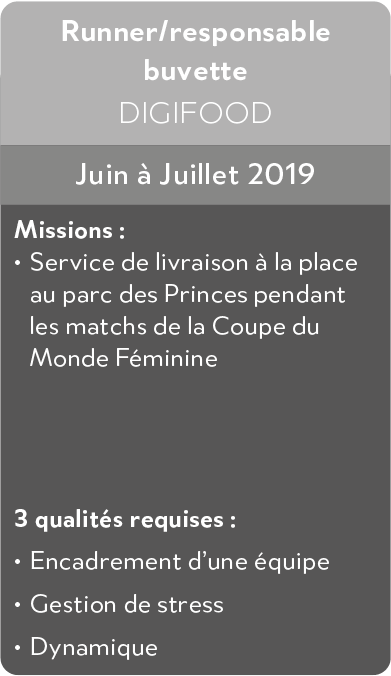 Runner/responsable
buvette
DIGIFOOD
Juin à Juillet 2019
Missions :
• Service de livraison à la place
au parc des Princes pendant
les matchs de la Coupe du
Monde Féminine
3 qualités requises :
• Encadrement d’une équipe
• Gestion de stress
• Dynamique